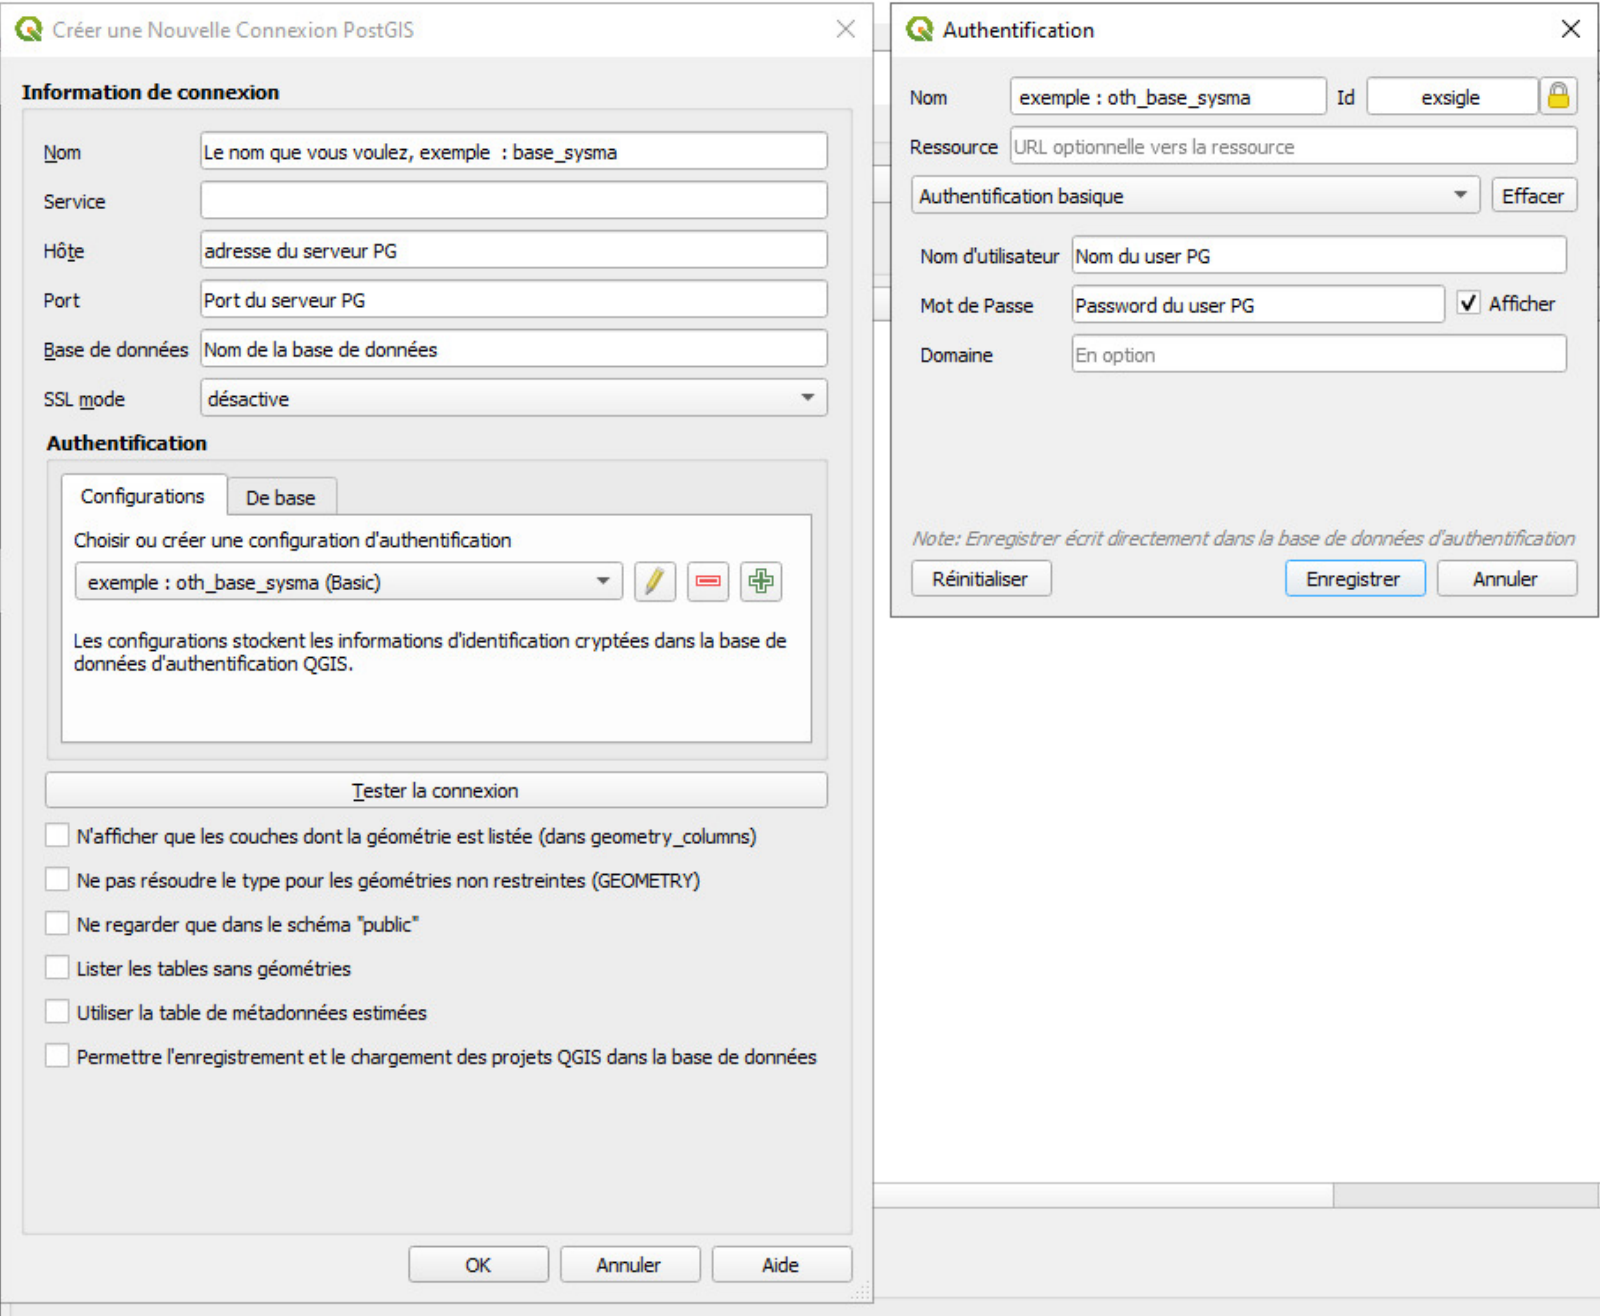 Créer une Nouvelle Connexion PostGIS
Information de connexion
Nom Le nom que vous voulez, exemple : base_sysma
Service
Hôte adresse du serveur PG
Port Port du serveur PG
Base de données Nom de la base de données
SSL mode désactive
Authentification
Configurations De base
Choisir ou créer une configuration d'authentification
exemple : oth_base_sysma (Basic)
Les configurations stockent les informations d'identification cryptées dans la base de
données d'authentification QGIS.
Tester la connexion
N'afficher que les couches dont la géométrie est listée (dans geometry_columns)
Ne pas résoudre le type pour les géométries non restreintes (GEOMETRY)
Ne regarder que dans le schéma "public"
Lister les tables sans géométries
Utiliser la table de métadonnées estimées
Permettre l'enregistrement et le chargement des projets QGIS dans la base de données
OK Annuler Aide
Authentification
Nom exemple : oth_base_sysma Id exsigle
Ressource URL optionnelle vers la ressource
Authentification basique Effacer
Nom d'utilisateur Nom du user PG
Mot de Passe Password du user PG Afficher
Domaine En option
Note: Enregistrer écrit directement dans la base de données d'authentification
Réinitialiser Enregistrer Annuler